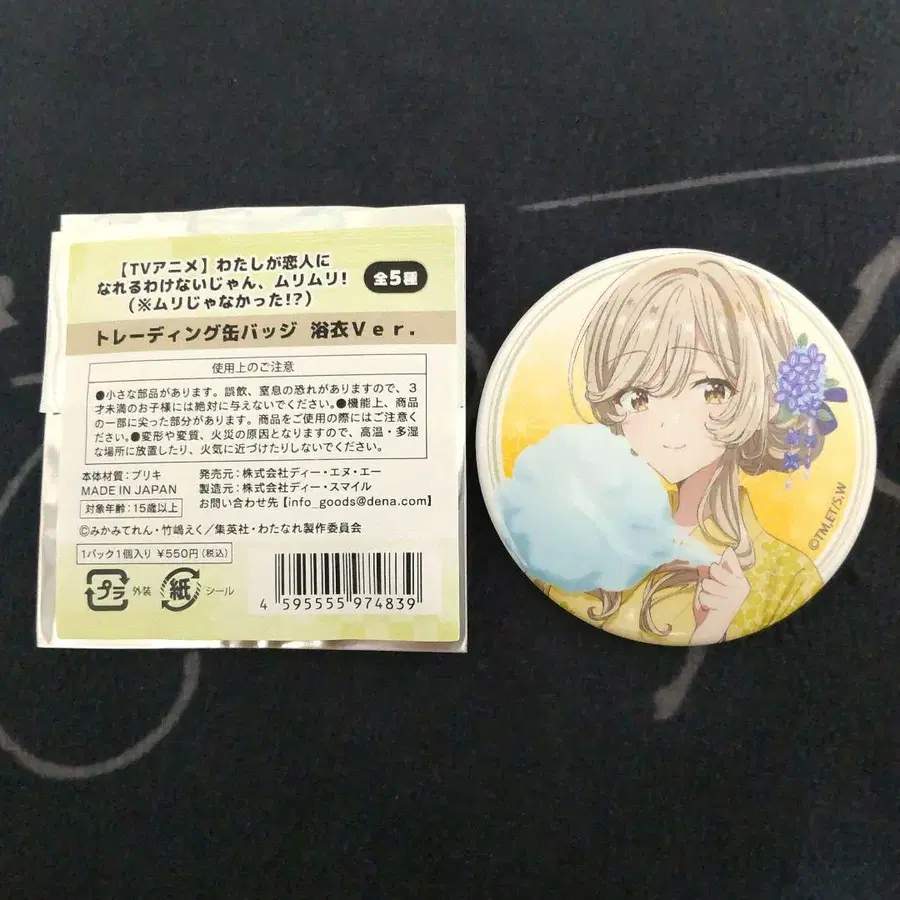 【TVアニメ】わたしが恋人に
なれるわけないじゃん、ムリムリ!
(※ムリじゃなかった!?)
全5種
トレーディング缶バッジ 浴衣Ver.
使用上のご注意
●小さな部品があります。誤飲、窒息の恐れがありますので、3
才未満のお子様には絶対に与えないでください。●機能上、商品
の一部に尖った部分があります。商品をご使用の際にはご注意く
ださい。●変形や変質、火災の原因となりますので、高温・多湿
な場所に放置したり、火気に近づけたりしないでください。
本体材質：ブリキ
MADE IN JAPAN
対象年齢：15歳以上
発売元：株式会社ディー・エヌ・エー
製造元：株式会社ディー・スマイル
お問い合わせ先【info_goods@dena.com】
©みかみてれん・竹嶋えく／集英社・わたなれ製作委員会
1パック1個入り ¥550円(税込)
プラ 外装 紙 シール
4 595555 974839
©TM,ET/S,W